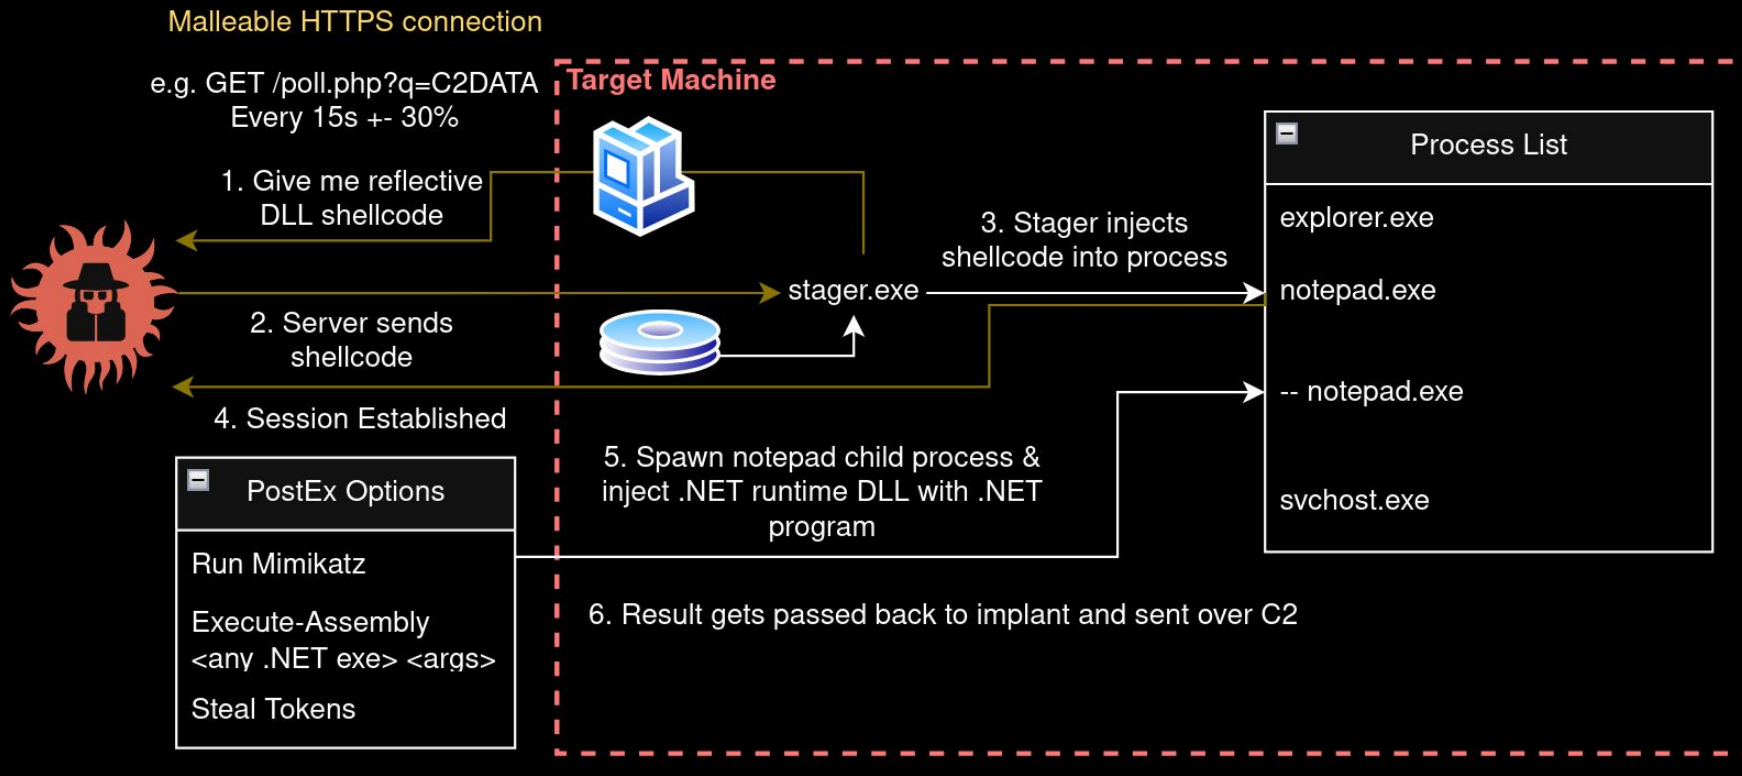 Malleable HTTPS connection
e.g. GET /poll.php?q=C2DATA
Every 15s +- 30%
Target Machine
1. Give me reflective
DLL shellcode
2. Server sends
shellcode
4. Session Established
stager.exe
3. Stager injects
shellcode into process
Process List
explorer.exe
notepad.exe
-- notepad.exe
svchost.exe
PostEx Options
Run Mimikatz
Execute-Assembly
<any .NET exe> <args>
Steal Tokens
5. Spawn notepad child process &
inject .NET runtime DLL with .NET
program
6. Result gets passed back to implant and sent over C2